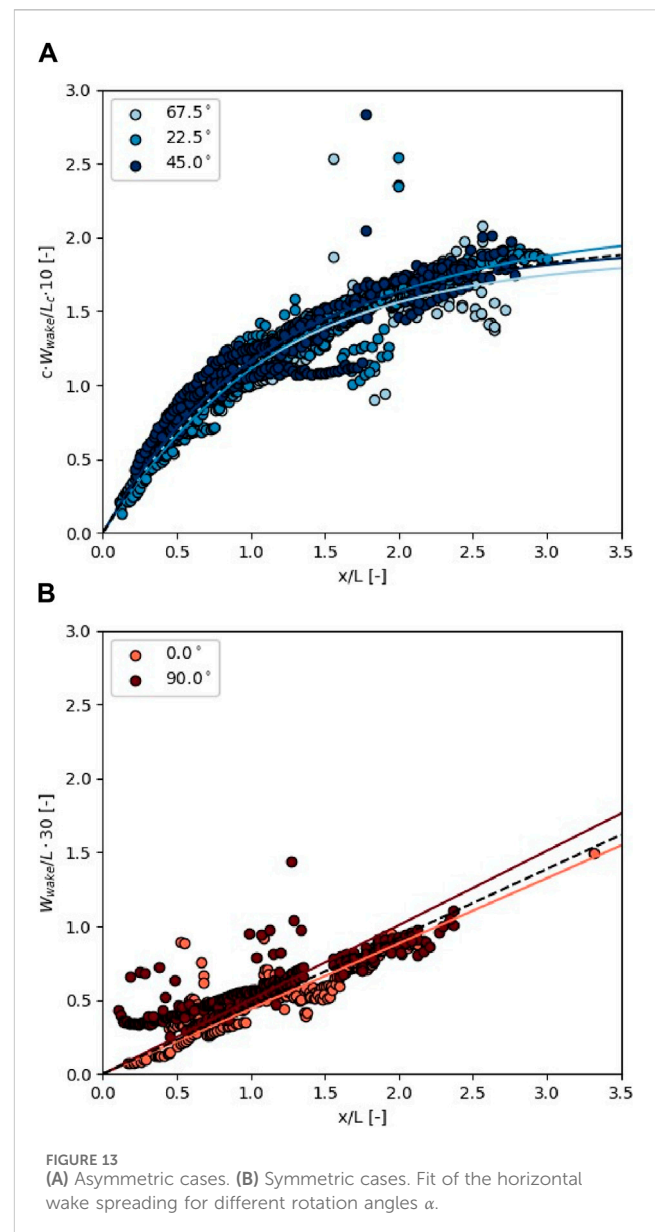 A
3.0
2.5
2.0
1.5
1.0
0.5
0.0
c·W_wake/L_c·10 [-]
67.5°
22.5°
45.0°
0.0 0.5 1.0 1.5 2.0 2.5 3.0 3.5
x/L [-]
B
3.0
2.5
2.0
1.5
1.0
0.5
0.0
W_wake/L · 30 [-]
0.0°
90.0°
0.0 0.5 1.0 1.5 2.0 2.5 3.0 3.5
x/L [-]
FIGURE 13
(A) Asymmetric cases. (B) Symmetric cases. Fit of the horizontal
wake spreading for different rotation angles α.